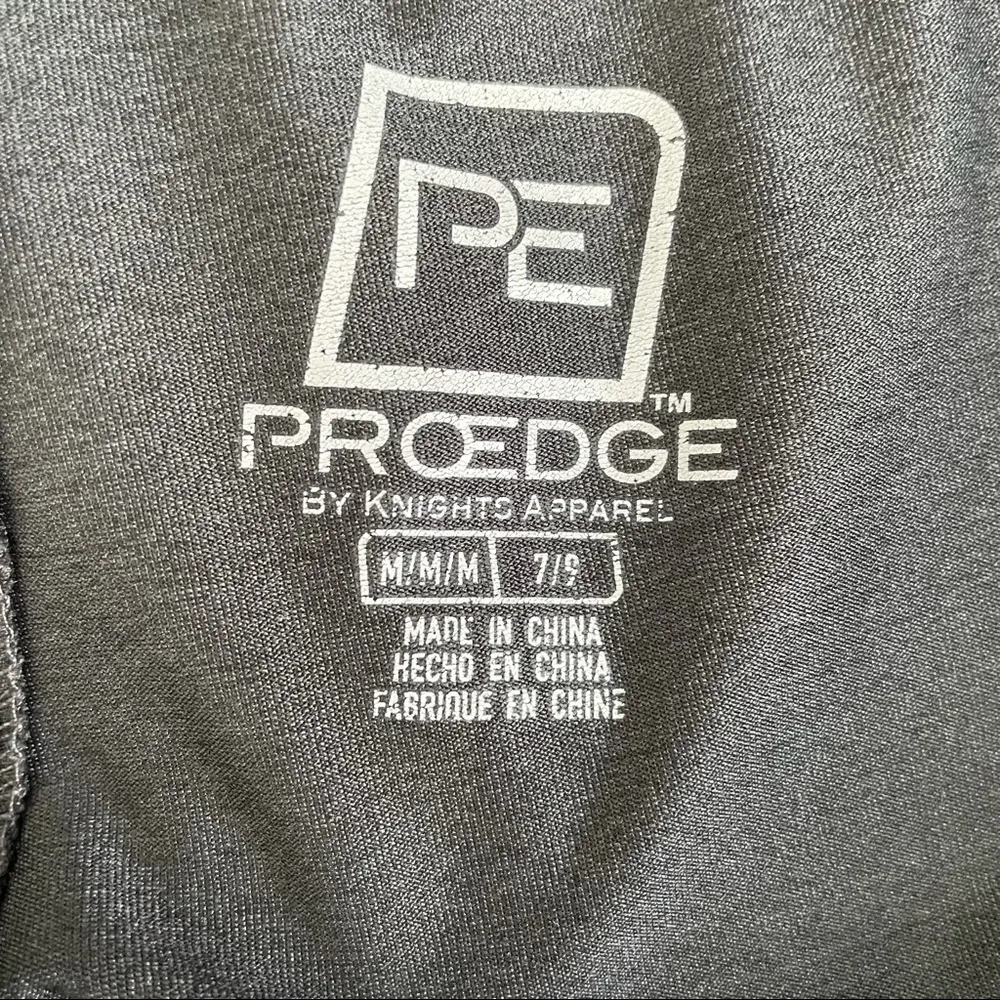 PE
PROEDGE™
BY KNIGHTS APPAREL
M/M/M 7/9
MADE IN CHINA
HECHO EN CHINA
FABRIQUE EN CHINE